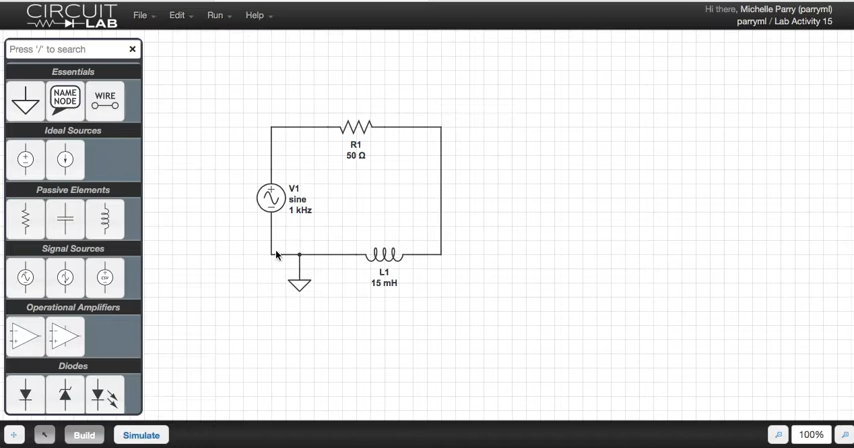 CIRCUIT
LAB
File
Edit
Run
Help
Hi there, Michelle Parry (parryml)
parryml / Lab Activity 15
Press '/' to search
Essentials
NAME
NODE
WIRE
Ideal Sources
Passive Elements
Signal Sources
CSV
Operational Amplifiers
Diodes
R1
50 Ω
V1
sine
1 kHz
L1
15 mH
Build
Simulate
100%